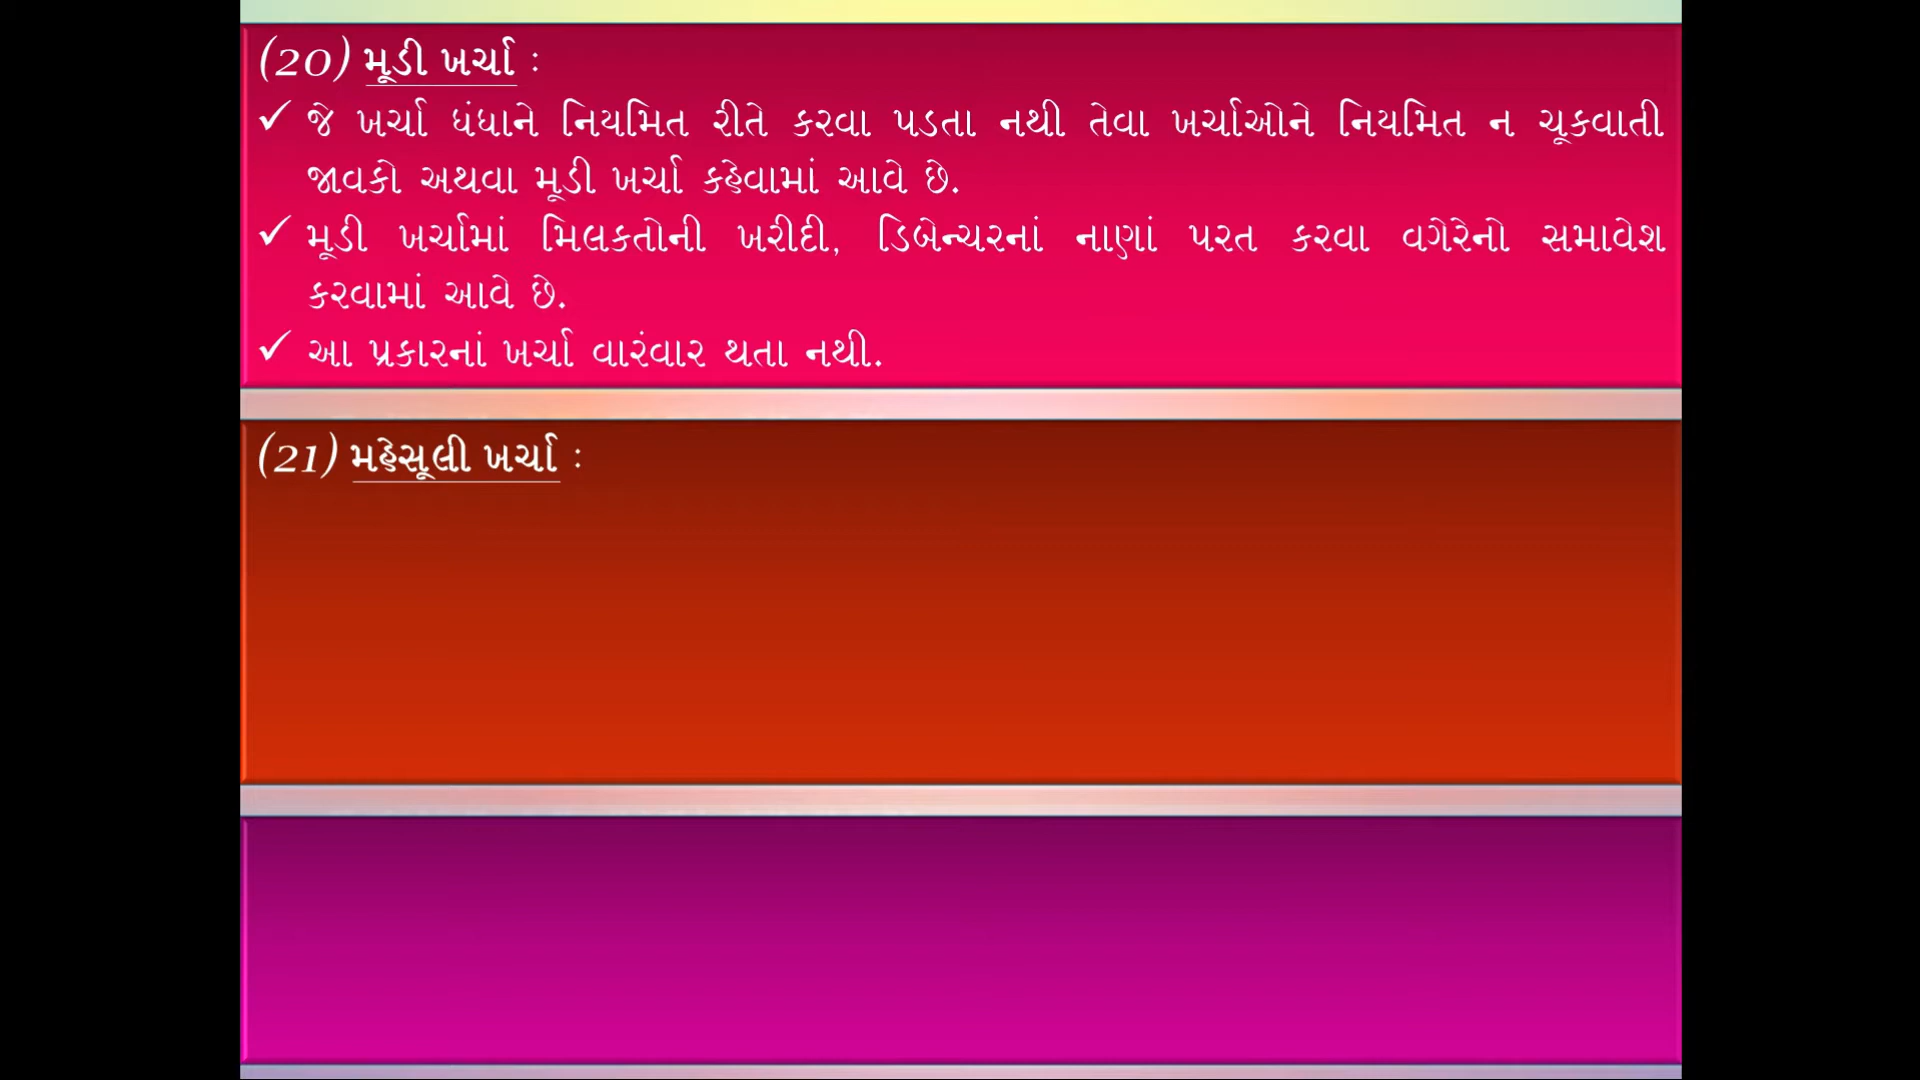 (20) મૂડી ખર્ચા :
✓ જે ખર્ચા ધંધાને નિયમિત રીતે કરવા પડતા નથી તેવા ખર્ચાઓને નિયમિત ન ચૂકવાતી
જાવકો અથવા મૂડી ખર્ચા કહેવામાં આવે છે.
✓ મૂડી ખર્ચામાં મિલકતોની ખરીદી, ડિબેન્ચરનાં નાણાં પરત કરવા વગેરેનો સમાવેશ
કરવામાં આવે છે.
✓ આ પ્રકારનાં ખર્ચા વારંવાર થતા નથી.
(21) મહેસૂલી ખર્ચા :